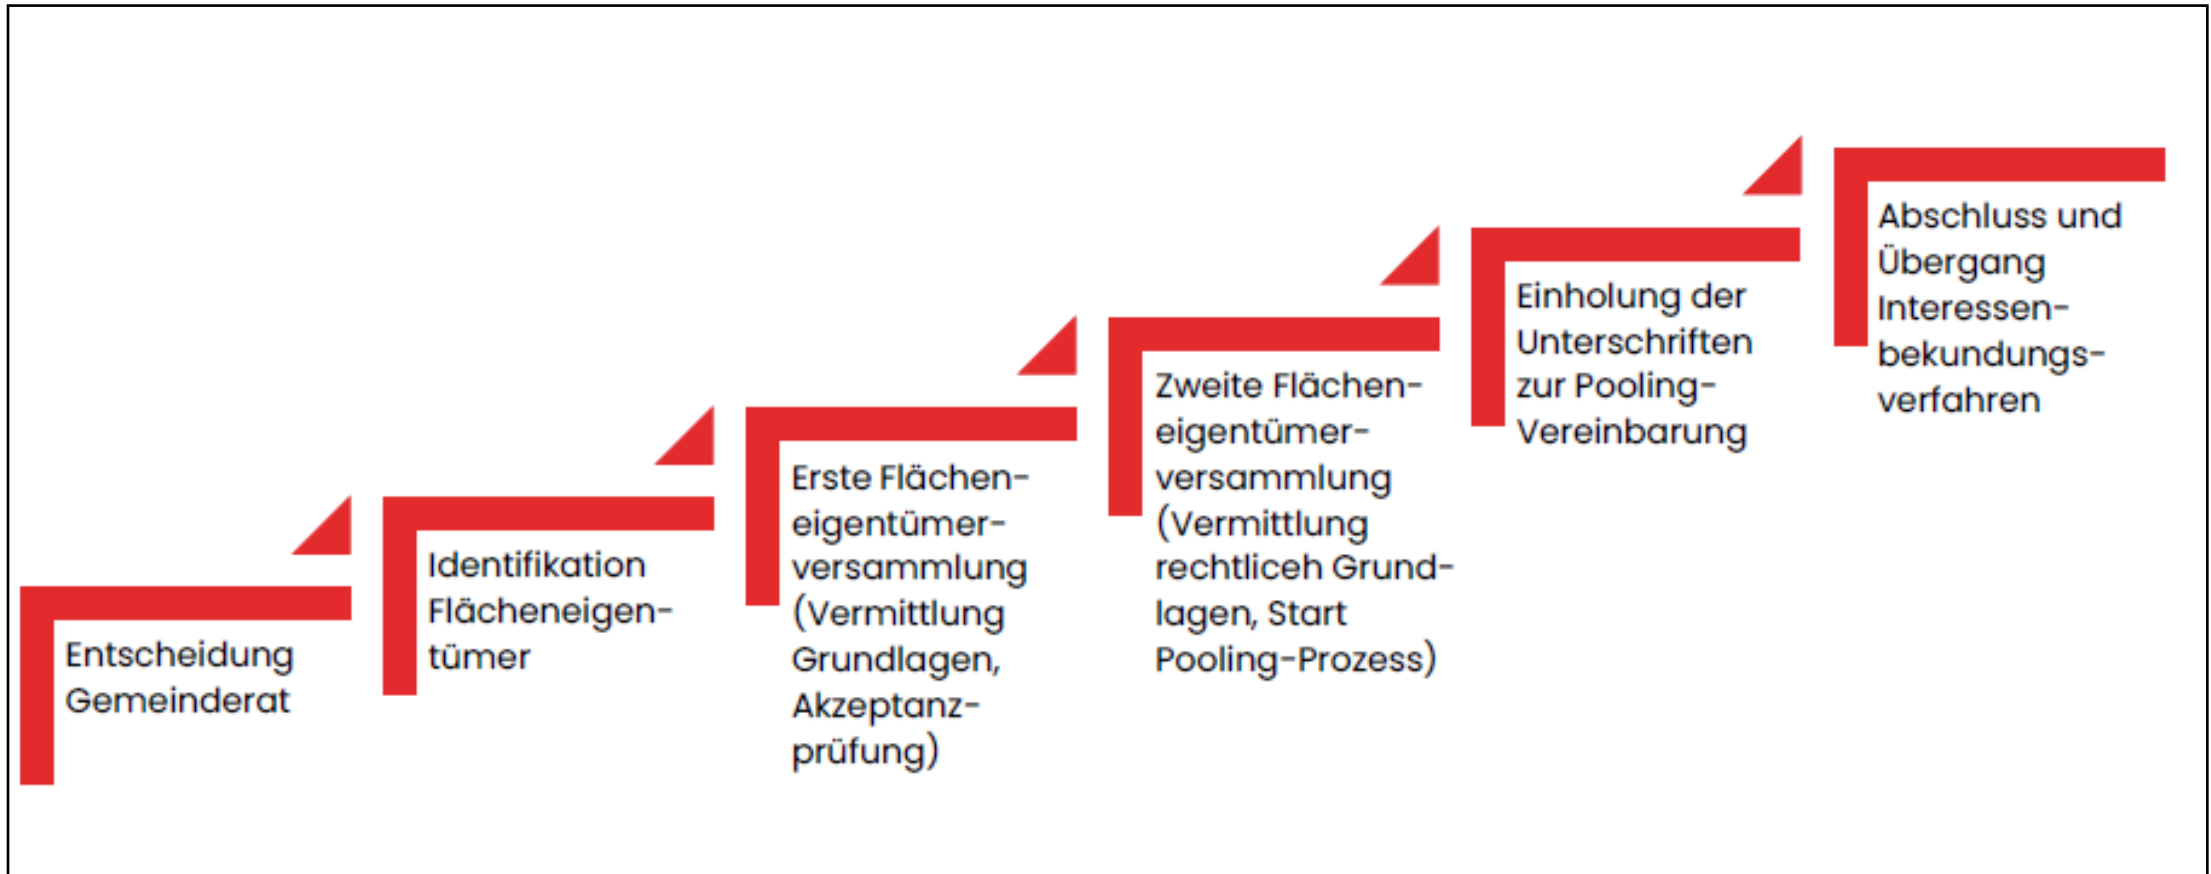 Entscheidung
Gemeinderat
Identifikation
Flächeneigen-
tümer
Erste Flächen-
eigentümer-
versammlung
(Vermittlung
Grundlagen,
Akzeptanz-
prüfung)
Zweite Flächen-
eigentümer-
versammlung
(Vermittlung
rechtliceh Grund-
lagen, Start
Pooling-Prozess)
Einholung der
Unterschriften
zur Pooling-
Vereinbarung
Abschluss und
Übergang
Interessen-
bekundungs-
verfahren